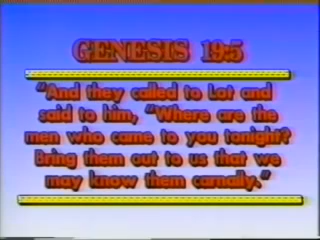 GENESIS 19:5
"And they called to Lot and
said to him, "Where are the
men who came to you tonight?
Bring them out to us that we
may know them carnally."